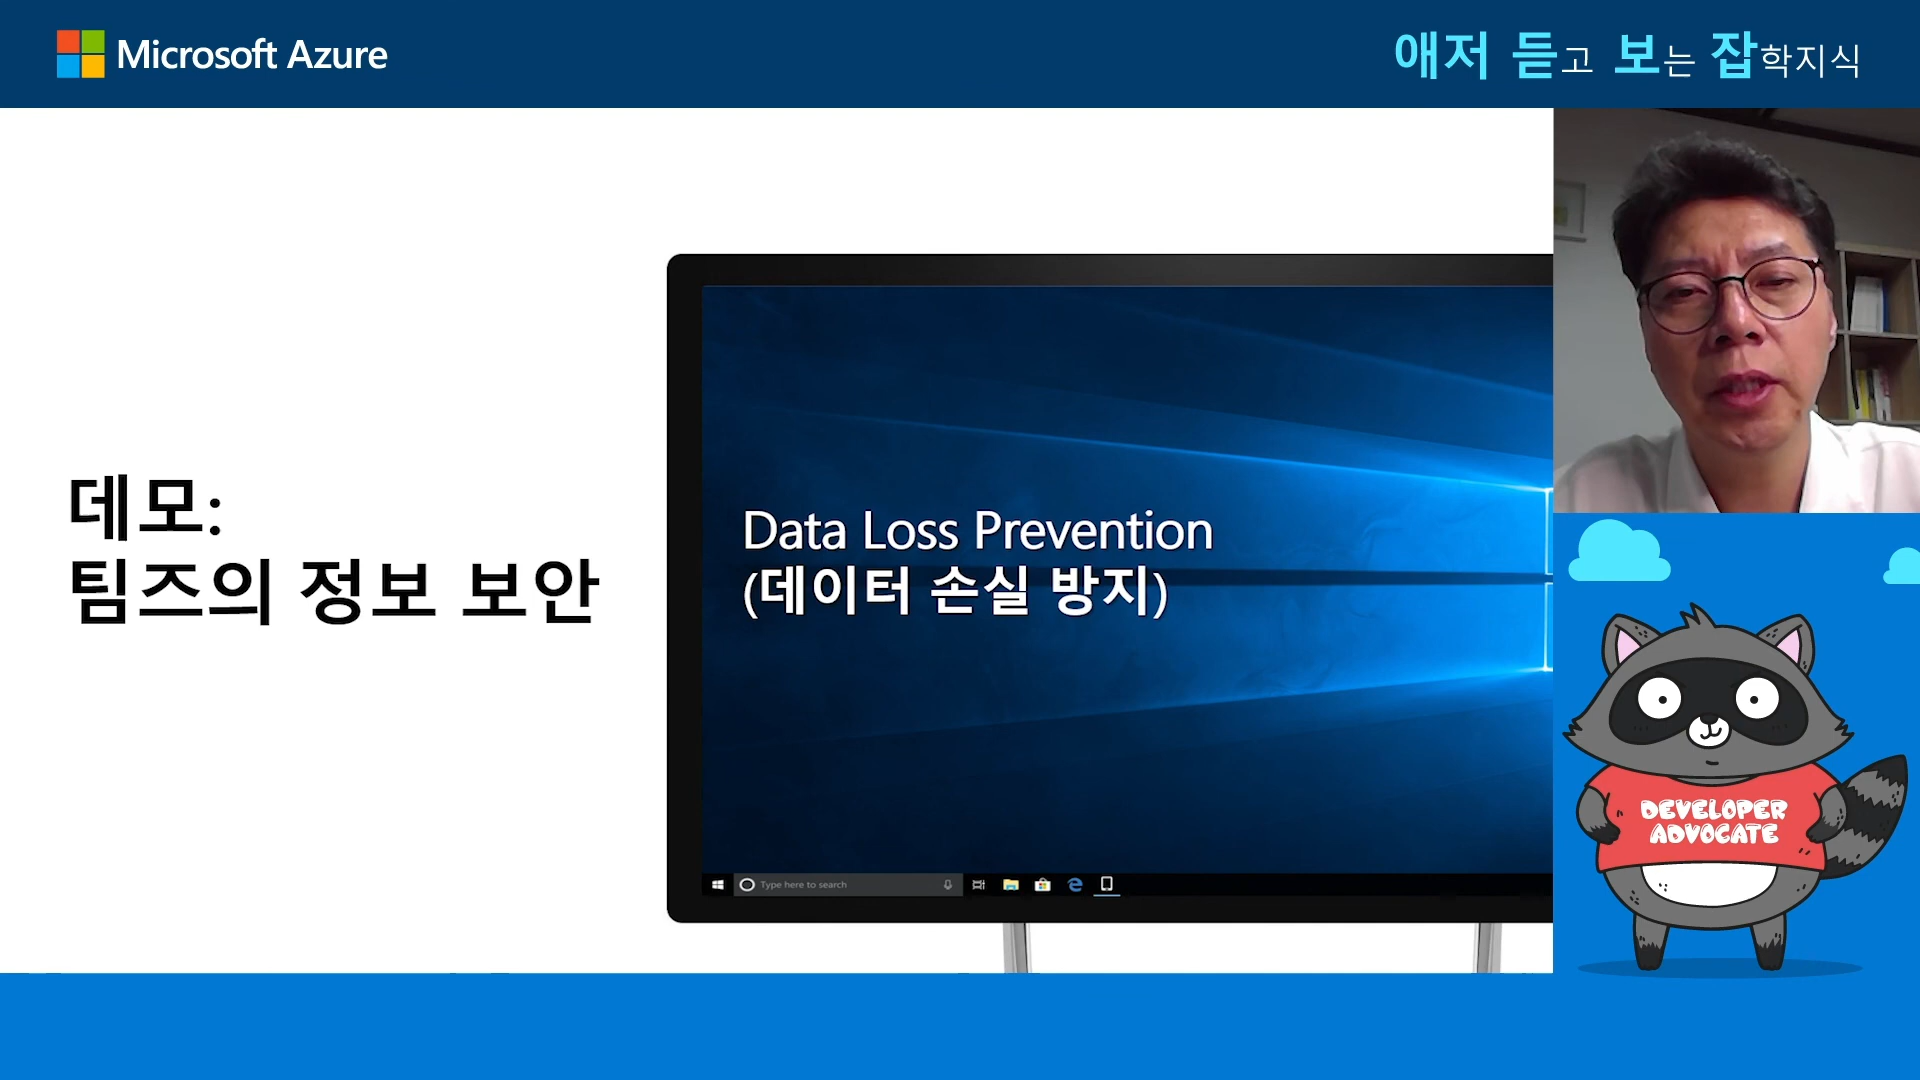 Microsoft Azure
애저 듣고 보는 잡학지식
데모:
팀즈의 정보 보안
Data Loss Prevention
(데이터 손실 방지)
Type here to search
DEVELOPER
ADVOCATE